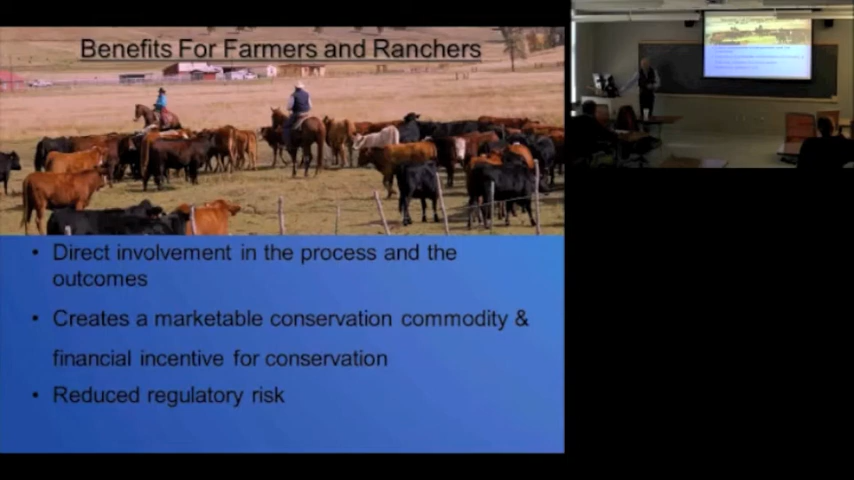 Benefits For Farmers and Ranchers
• Direct involvement in the process and the
outcomes
• Creates a marketable conservation commodity &
financial incentive for conservation
• Reduced regulatory risk